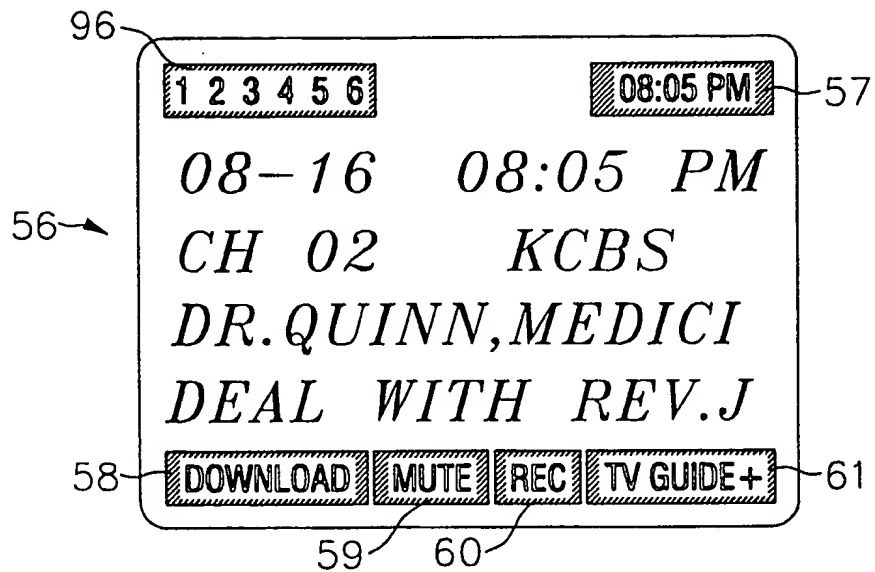 96
1 2 3 4 5 6 08:05 PM 57
08-16 08:05 PM
56
CH 02 KCBS
DR.QUINN,MEDICI
DEAL WITH REV.J
58 DOWNLOAD MUTE REC TV GUIDE+ 61
59 60